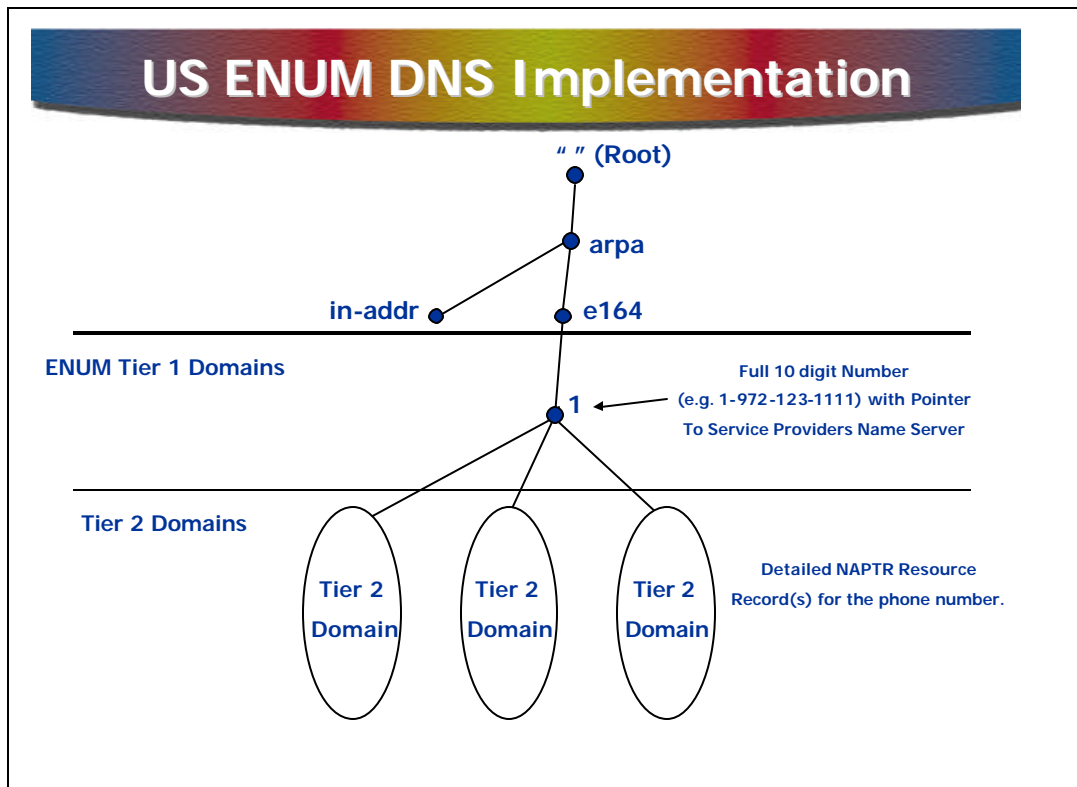 US ENUM DNS Implementation
“ ” (Root)
arpa
in-addr
e164
ENUM Tier 1 Domains
Full 10 digit Number
(e.g. 1-972-123-1111) with Pointer
To Service Providers Name Server
1
Tier 2 Domains
Tier 2
Domain
Tier 2
Domain
Tier 2
Domain
Detailed NAPTR Resource
Record(s) for the phone number.